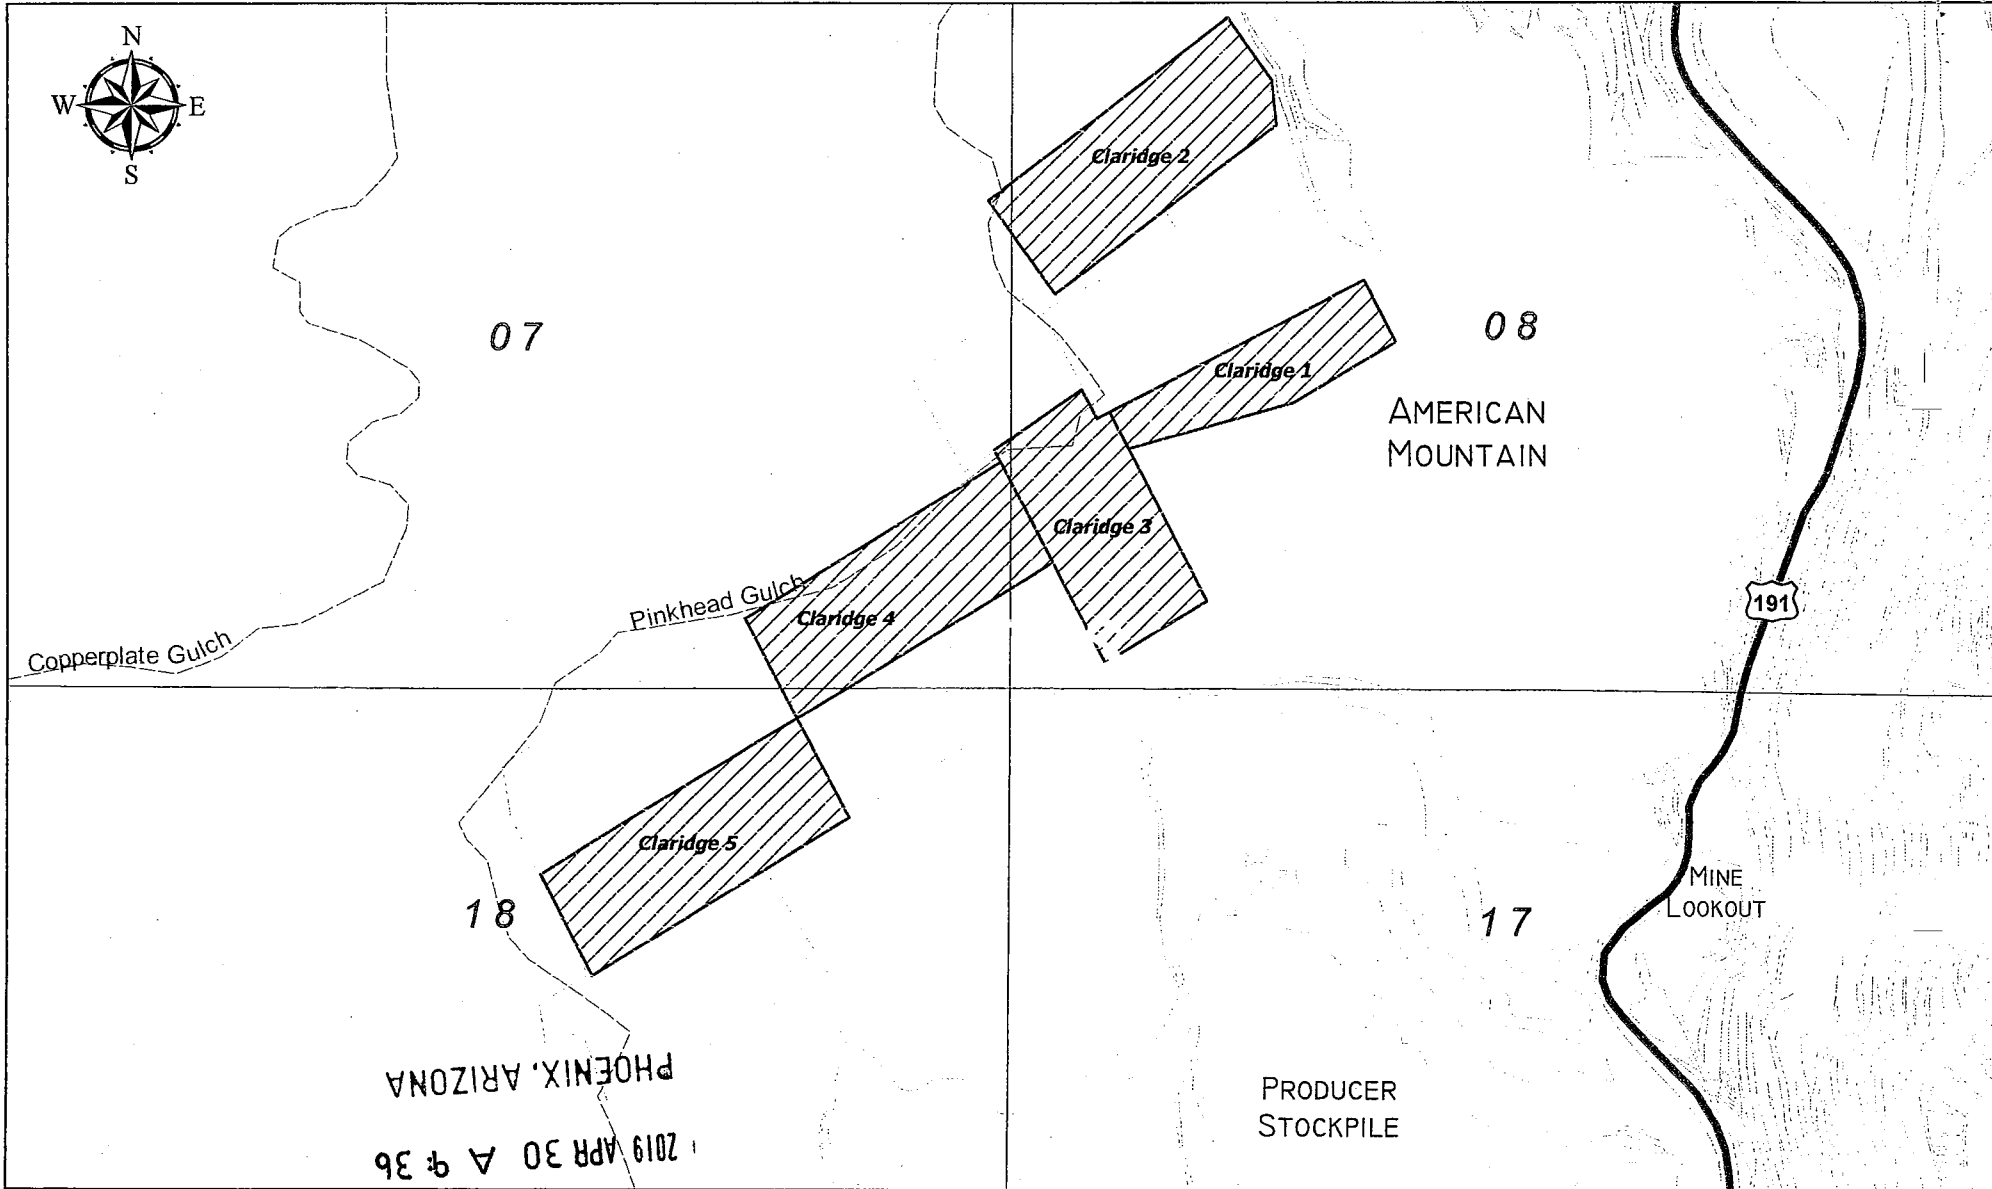 N
W E
S
Claridge 2
07
08
Claridge 1
AMERICAN
MOUNTAIN
Claridge 3
191
Pinkhead Gulch
Claridge 4
Copperplate Gulch
Claridge 5
MINE
LOOKOUT
18
17
PRODUCER
STOCKPILE
2019 APR 30 A 9:36
PHOENIX, ARIZONA